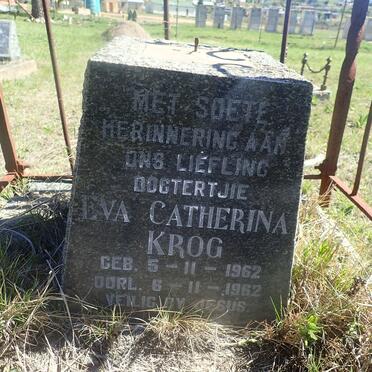 MET SOETE
HERINNERING AAN
ONS LIEFLING
DOGTERTJIE
EVA CATHERINA
KROG
GEB. 5-11-1962
OORL. 6-11-1962
VEILIG BY JESUS